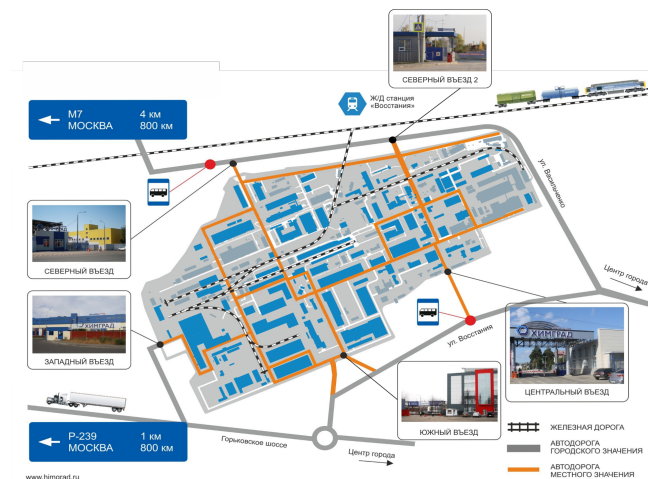 СЕВЕРНЫЙ ВЪЕЗД 2
М7 4 км
МОСКВА 800 км
Ж/Д станция
«Восстания»
ул. Васильченко
СЕВЕРНЫЙ ВЪЕЗД
Центр города
ХИМГРАД
ЗАПАДНЫЙ ВЪЕЗД
ул. Восстания
ХИМГРАД
ЦЕНТРАЛЬНЫЙ ВЪЕЗД
ЮЖНЫЙ ВЪЕЗД
Р-239 1 км
МОСКВА 800 км
Горьковское шоссе
Центр города
ЖЕЛЕЗНАЯ ДОРОГА
АВТОДОРОГА
ГОРОДСКОГО ЗНАЧЕНИЯ
АВТОДОРОГА
МЕСТНОГО ЗНАЧЕНИЯ
www.himgrad.ru